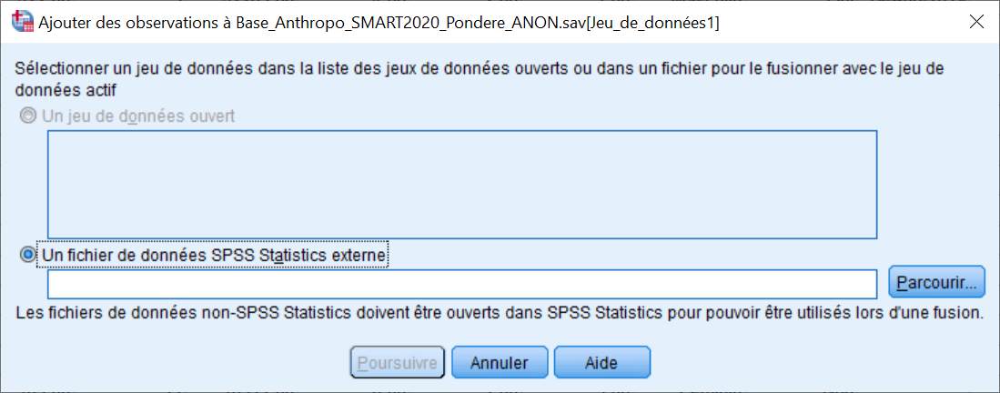 Ajouter des observations à Base_Anthropo_SMART2020_Pondere_ANON.sav[Jeu_de_données1]
Sélectionner un jeu de données dans la liste des jeux de données ouverts ou dans un fichier pour le fusionner avec le jeu de
données actif
Un jeu de données ouvert
Un fichier de données SPSS Statistics externe
Parcourir...
Les fichiers de données non-SPSS Statistics doivent être ouverts dans SPSS Statistics pour pouvoir être utilisés lors d'une fusion.
Poursuivre Annuler Aide